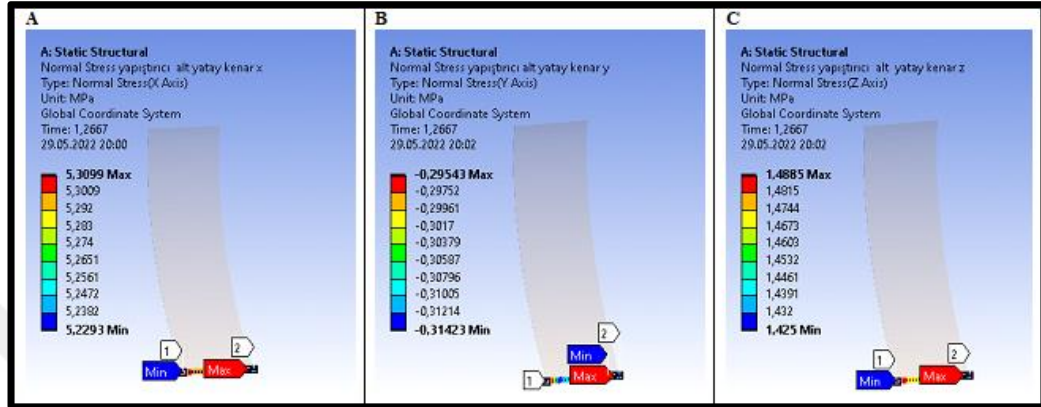 A
A: Static Structural
Normal Stress yapıştırıcı alt yatay kenar x
Type: Normal Stress(X Axis)
Unit: MPa
Global Coordinate System
Time: 1,2667
29.05.2022 20:00
5,3099 Max
5,3009
5,292
5,283
5,274
5,2651
5,2561
5,2472
5,2382
5,2293 Min
1
2
Min
Max
B
A: Static Structural
Normal Stress yapıştırıcı alt yatay kenar y
Type: Normal Stress(Y Axis)
Unit: MPa
Global Coordinate System
Time: 1,2667
29.05.2022 20:02
-0,29543 Max
-0,29752
-0,29961
-0,3017
-0,30379
-0,30587
-0,30796
-0,31005
-0,31214
-0,31423 Min
2
Min
1
Max
C
A: Static Structural
Normal Stress yapıştırıcı alt yatay kenar z
Type: Normal Stress(Z Axis)
Unit: MPa
Global Coordinate System
Time: 1,2667
29.05.2022 20:02
1,4885 Max
1,4815
1,4744
1,4673
1,4603
1,4532
1,4461
1,4391
1,432
1,425 Min
1
2
Min
Max